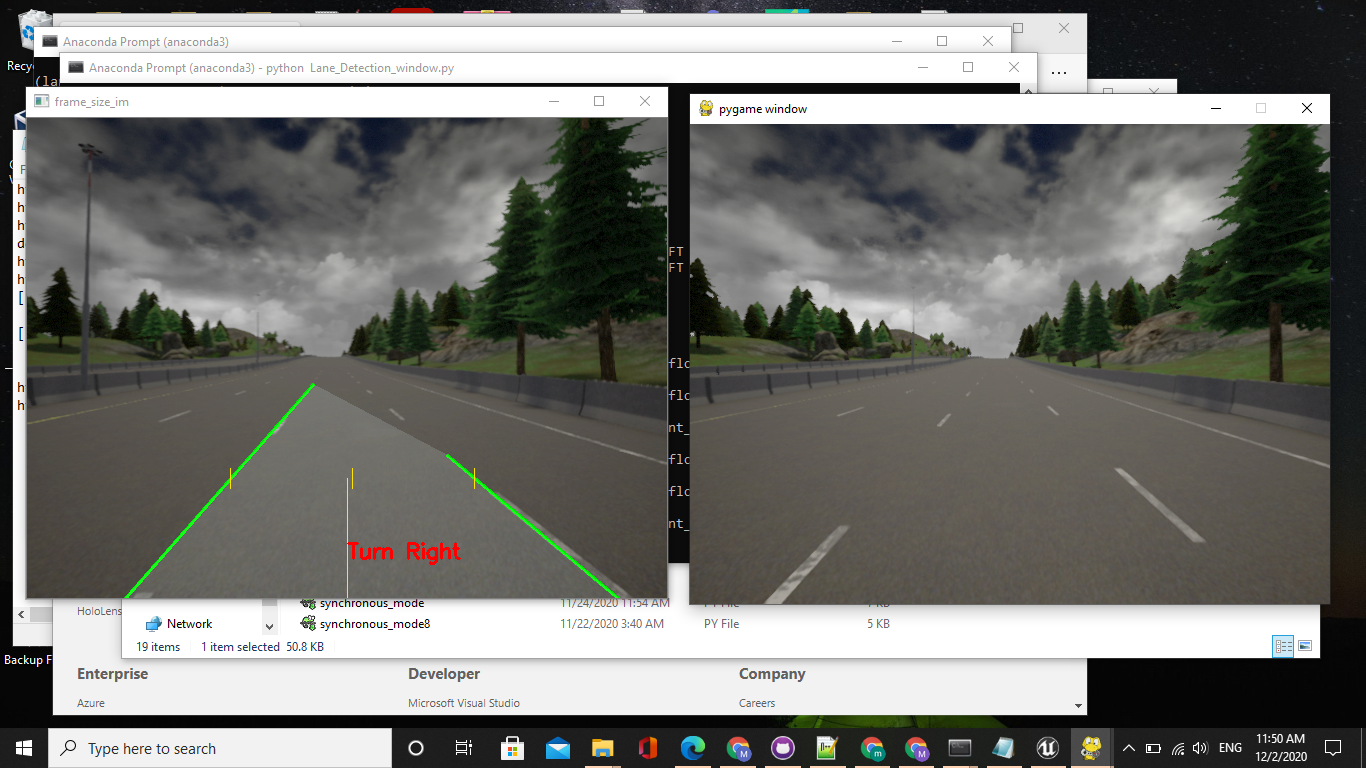 Recy
Anaconda Prompt (anaconda3)
Anaconda Prompt (anaconda3) - python Lane_Detection_window.py
(la
frame_size_im
pygame window
F
h
h
h
d
h
h
[
[
h
h
FT
FT
flo
flo
nt_
flo
flo
nt_
Turn Right
HoloLens
synchronous_mode 11/24/2020 11:54 AM PY File 1 KB
Network synchronous_mode8 11/22/2020 3:40 AM PY File 5 KB
19 items 1 item selected 50.8 KB
Backup F
Enterprise Developer Company
Azure Microsoft Visual Studio Careers
Type here to search
ENG
11:50 AM
12/2/2020